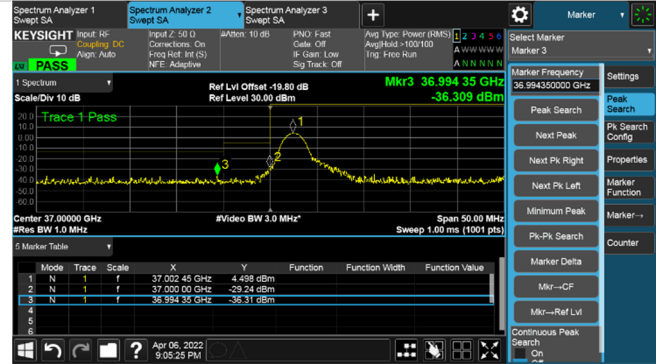 Spectrum Analyzer 1
Swept SA
Spectrum Analyzer 2
Swept SA
Spectrum Analyzer 3
Swept SA
+
Marker
KEYSIGHT
Input: RF
Coupling: DC
Align: Auto
Input Z: 50 Ω
Corrections: On
Freq Ref: Int (S)
NFE: Adaptive
#Atten: 10 dB
PNO: Fast
Gate: Off
IF Gain: Low
Sig Track: Off
Avg Type: Power (RMS)
Avg|Hold:>100/100
Trig: Free Run
1 2 3 4 5 6
A W W W W W
A N N N N N
PASS
Select Marker
Marker 3
1 Spectrum
Scale/Div 10 dB
Ref Lvl Offset -19.80 dB
Ref Level 30.00 dBm
Mkr3 36.994 35 GHz
-36.309 dBm
Trace 1 Pass
20.0
10.0
-10.0
-20.0
-30.0
-40.0
-50.0
-60.0
1
2
3
Center 37.00000 GHz
#Res BW 1.0 MHz
#Video BW 3.0 MHz*
Span 50.00 MHz
Sweep 1.00 ms (1001 pts)
5 Marker Table
Mode Trace Scale X Y Function Function Width Function Value
1 N 1 f 37.002 45 GHz 4.498 dBm
2 N 1 f 37.000 00 GHz -29.24 dBm
3 N 1 f 36.994 35 GHz -36.31 dBm
4
5
6
Apr 06, 2022
9:05:25 PM
?
Marker Frequency
36.994350000 GHz
Peak Search
Next Peak
Next Pk Right
Next Pk Left
Minimum Peak
Pk-Pk Search
Marker Delta
Mkr→CF
Mkr→Ref Lvl
Continuous Peak
Search
On
Settings
Peak
Search
Pk Search
Config
Properties
Marker
Function
Marker→
Counter